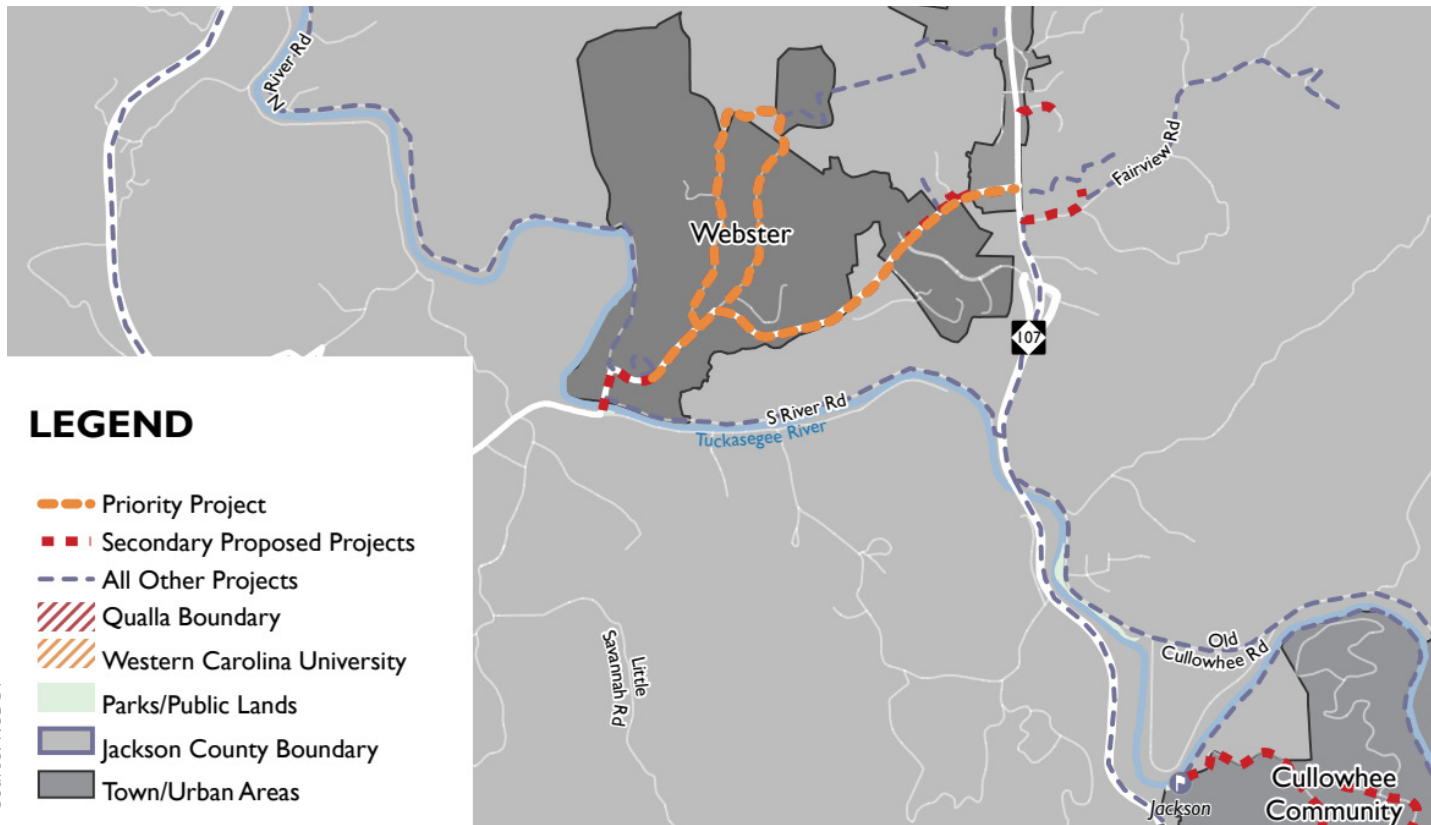 N River Rd
Fairview Rd
Webster
107
S River Rd
Tuckasegee River
LEGEND
Priority Project
Secondary Proposed Projects
All Other Projects
Qualla Boundary
Western Carolina University
Parks/Public Lands
Jackson County Boundary
Town/Urban Areas
Little
Savannah Rd
Old
Cullowhee Rd
Jackson
Cullowhee
Community